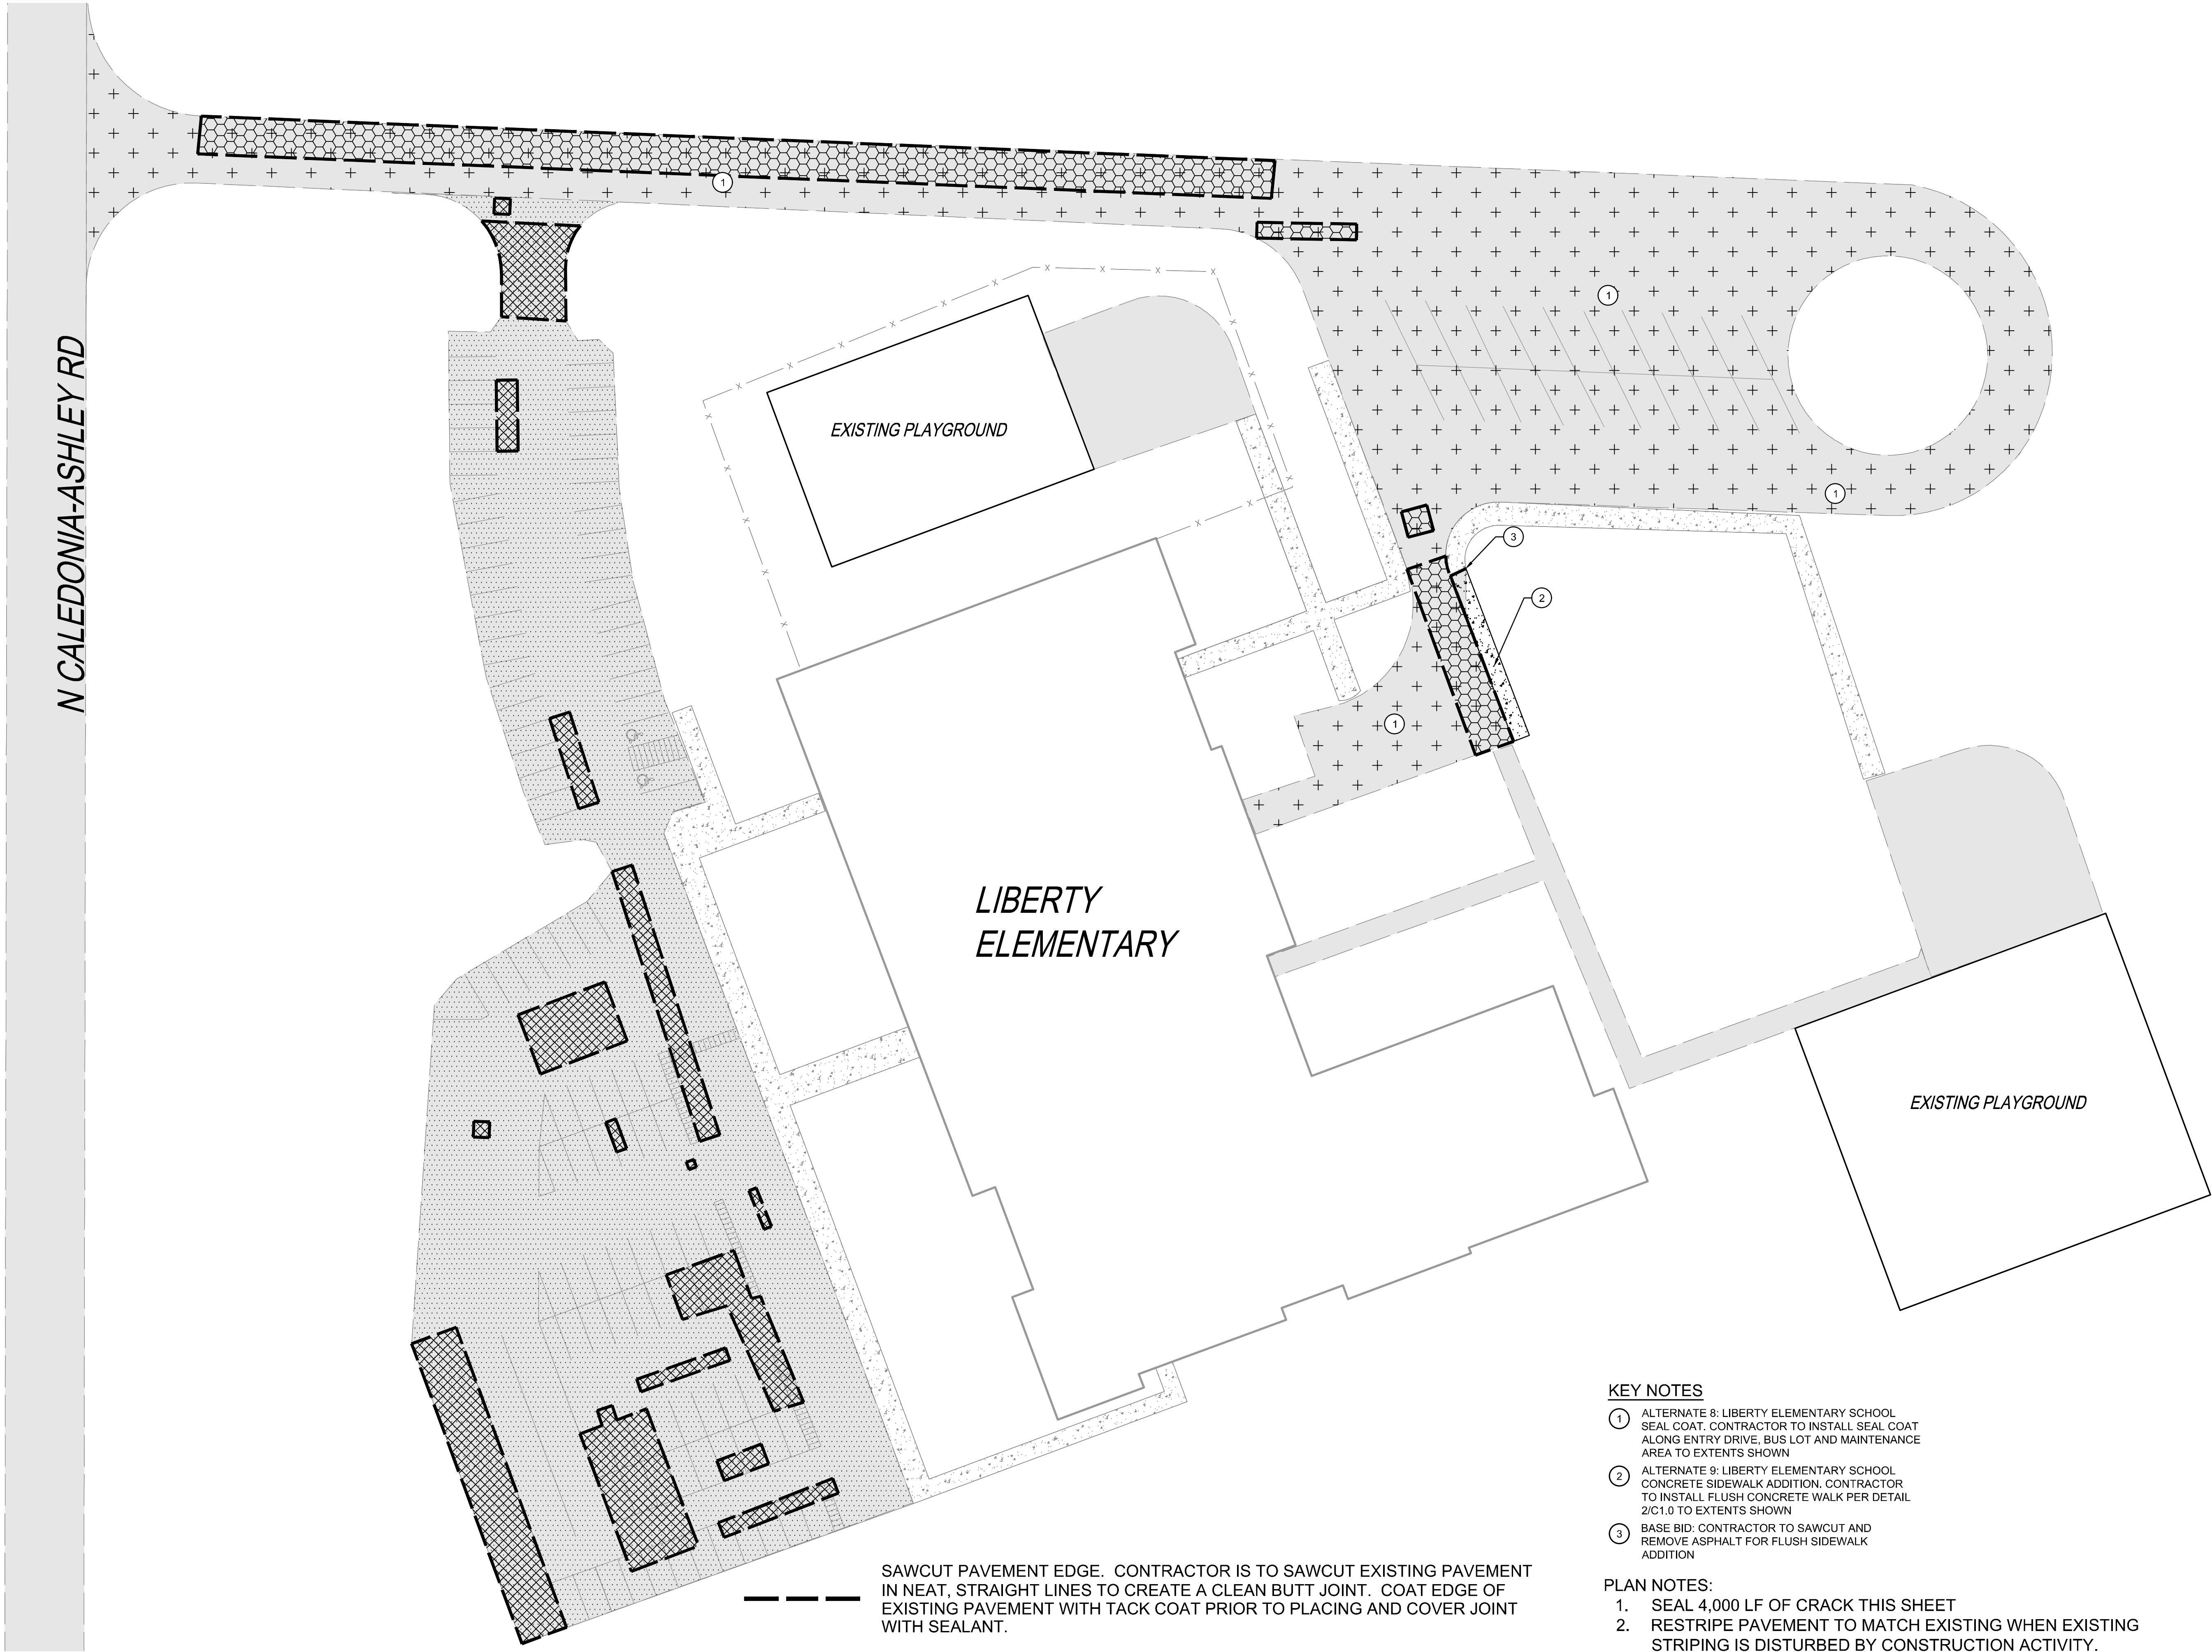 N CALEDONIA-ASHLEY RD
1
1
EXISTING PLAYGROUND
1
3
2
1
LIBERTY
ELEMENTARY
EXISTING PLAYGROUND
KEY NOTES
1 ALTERNATE 8: LIBERTY ELEMENTARY SCHOOL
SEAL COAT. CONTRACTOR TO INSTALL SEAL COAT
ALONG ENTRY DRIVE, BUS LOT AND MAINTENANCE
AREA TO EXTENTS SHOWN
2 ALTERNATE 9: LIBERTY ELEMENTARY SCHOOL
CONCRETE SIDEWALK ADDITION. CONTRACTOR
TO INSTALL FLUSH CONCRETE WALK PER DETAIL
2/C1.0 TO EXTENTS SHOWN
3 BASE BID: CONTRACTOR TO SAWCUT AND
REMOVE ASPHALT FOR FLUSH SIDEWALK
ADDITION
SAWCUT PAVEMENT EDGE. CONTRACTOR IS TO SAWCUT EXISTING PAVEMENT
IN NEAT, STRAIGHT LINES TO CREATE A CLEAN BUTT JOINT. COAT EDGE OF
EXISTING PAVEMENT WITH TACK COAT PRIOR TO PLACING AND COVER JOINT
WITH SEALANT.
PLAN NOTES:
1. SEAL 4,000 LF OF CRACK THIS SHEET
2. RESTRIPE PAVEMENT TO MATCH EXISTING WHEN EXISTING
STRIPING IS DISTURBED BY CONSTRUCTION ACTIVITY.